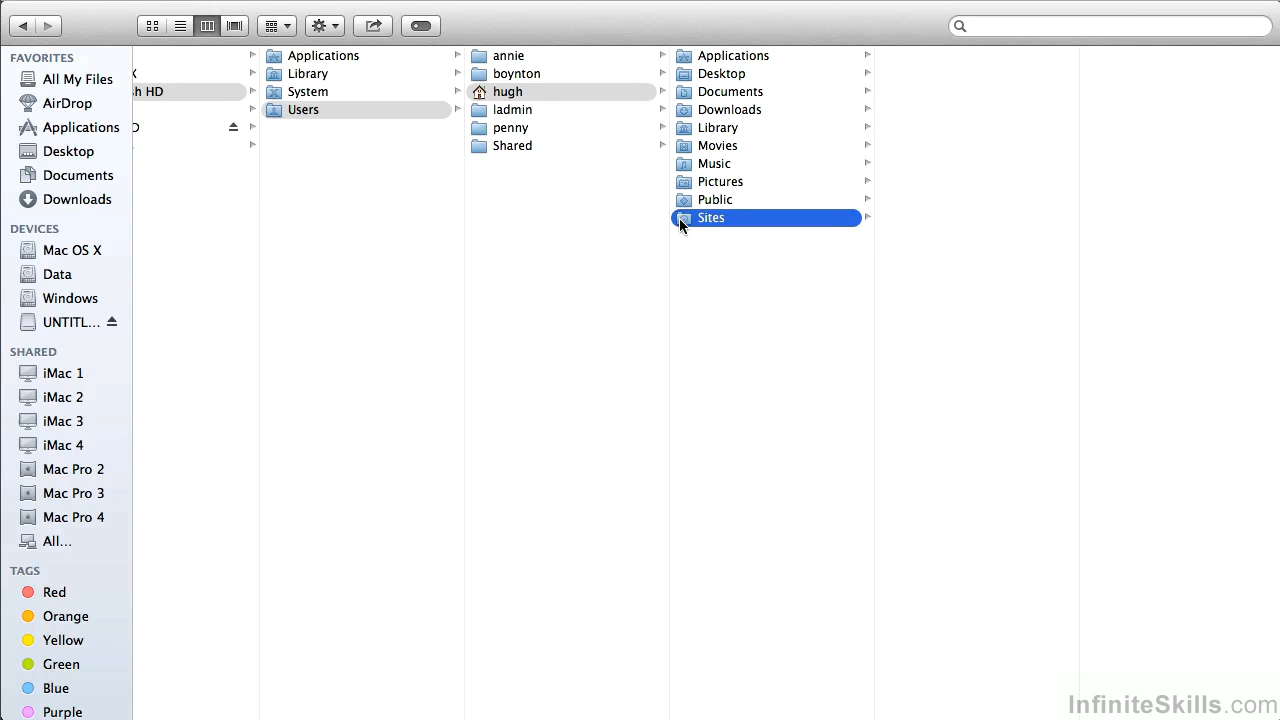 FAVORITES
All My Files
AirDrop
Applications
Desktop
Documents
Downloads
DEVICES
Mac OS X
Data
Windows
UNTITL...
SHARED
iMac 1
iMac 2
iMac 3
iMac 4
Mac Pro 2
Mac Pro 3
Mac Pro 4
All...
TAGS
Red
Orange
Yellow
Green
Blue
Purple
X
h HD
D
Applications
Library
System
Users
annie
boynton
hugh
ladmin
penny
Shared
Applications
Desktop
Documents
Downloads
Library
Movies
Music
Pictures
Public
Sites
InfiniteSkills.com